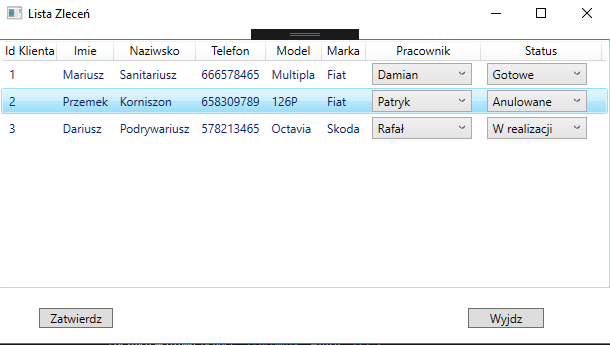 Lista Zleceń
Id Klienta Imie Naziwsko Telefon Model Marka Pracownik Status
1 Mariusz Sanitariusz 666578465 Multipla Fiat Damian Gotowe
2 Przemek Korniszon 658309789 126P Fiat Patryk Anulowane
3 Dariusz Podrywariusz 578213465 Octavia Skoda Rafał W realizacji
Zatwierdz Wyjdz